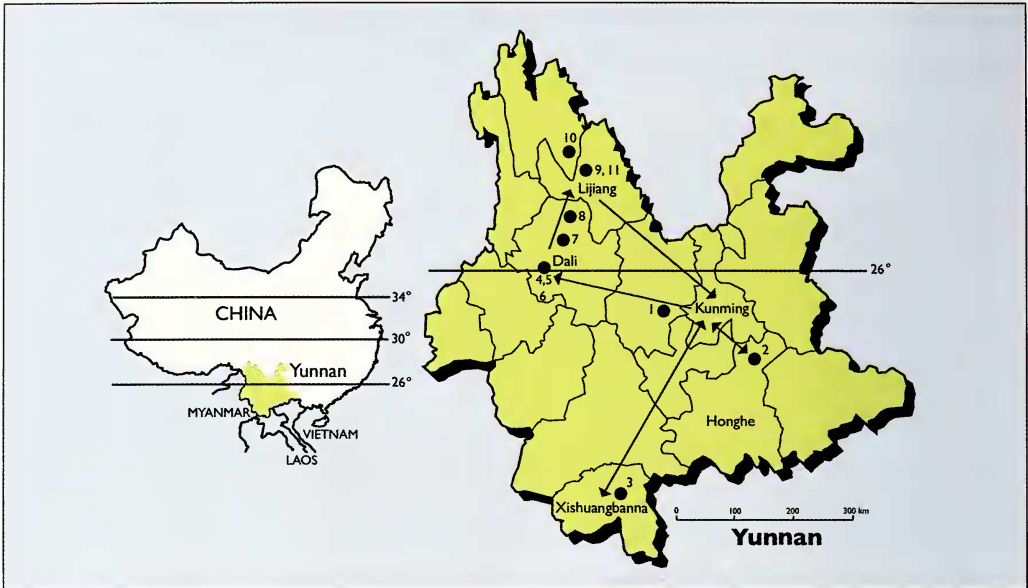 CHINA
34°
30°
26°
Yunnan
MYANMAR
VIETNAM
LAOS
10
9, 11
Lijiang
8
7
Dali
26°
4,5
6
1
Kunming
2
Honghe
3
Xishuangbanna
0 100 200 300 km
Yunnan